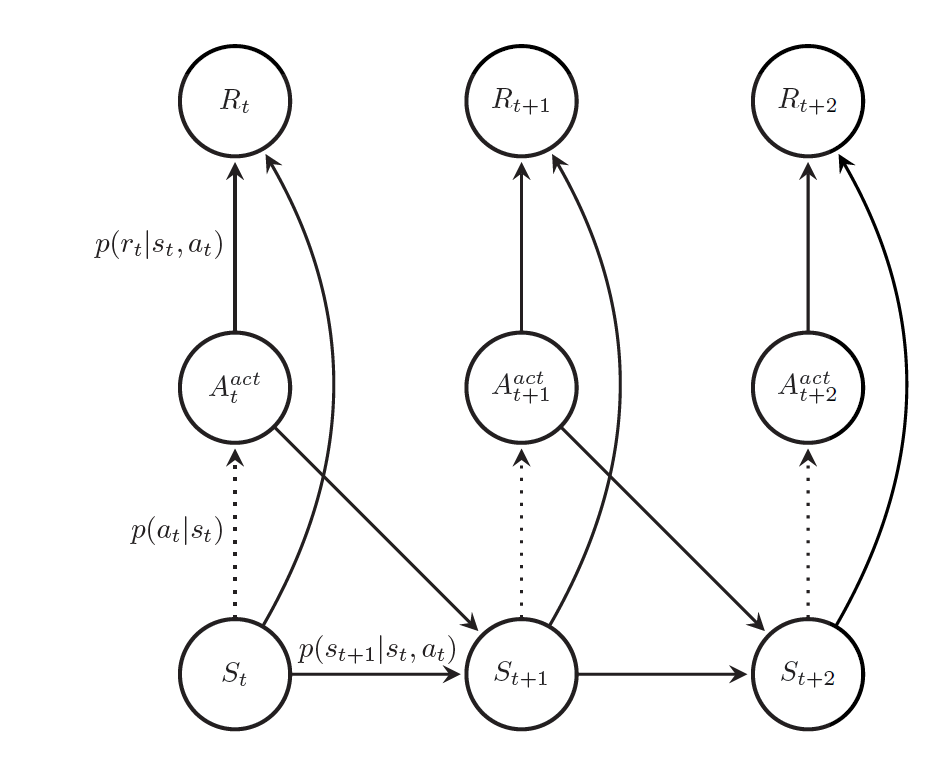 R_t R_{t+1} R_{t+2}
p(r_t|s_t, a_t)
A_t^{act} A_{t+1}^{act} A_{t+2}^{act}
p(a_t|s_t)
p(s_{t+1}|s_t, a_t)
S_t S_{t+1} S_{t+2}